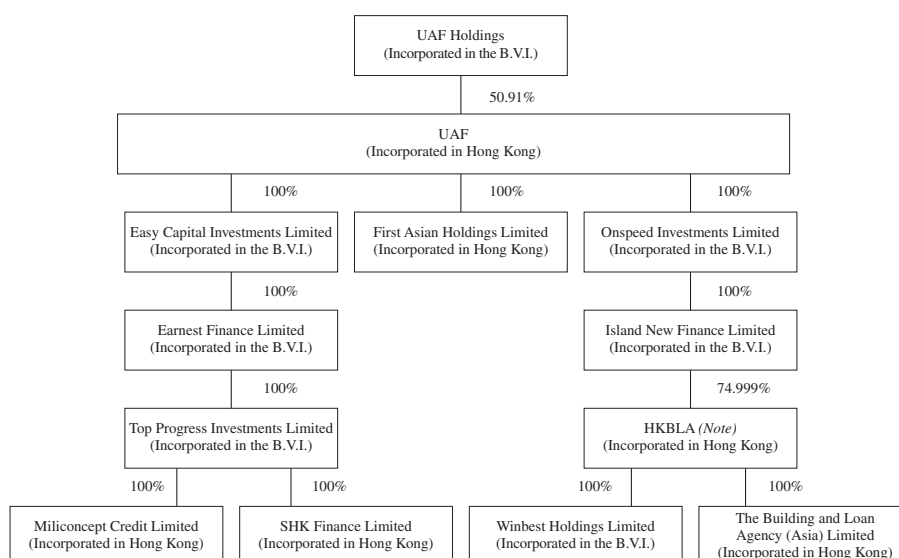 UAF Holdings
(Incorporated in the B.V.I.)
50.91%
UAF
(Incorporated in Hong Kong)
100%
100%
100%
Easy Capital Investments Limited
(Incorporated in the B.V.I.)
First Asian Holdings Limited
(Incorporated in Hong Kong)
Onspeed Investments Limited
(Incorporated in the B.V.I.)
100%
100%
Earnest Finance Limited
(Incorporated in the B.V.I.)
Island New Finance Limited
(Incorporated in the B.V.I.)
100%
74.999%
Top Progress Investments Limited
(Incorporated in the B.V.I.)
HKBLA (Note)
(Incorporated in Hong Kong)
100%
100%
100%
100%
Miliconcept Credit Limited
(Incorporated in Hong Kong)
SHK Finance Limited
(Incorporated in Hong Kong)
Winbest Holdings Limited
(Incorporated in the B.V.I.)
The Building and Loan
Agency (Asia) Limited
(Incorporated in Hong Kong)